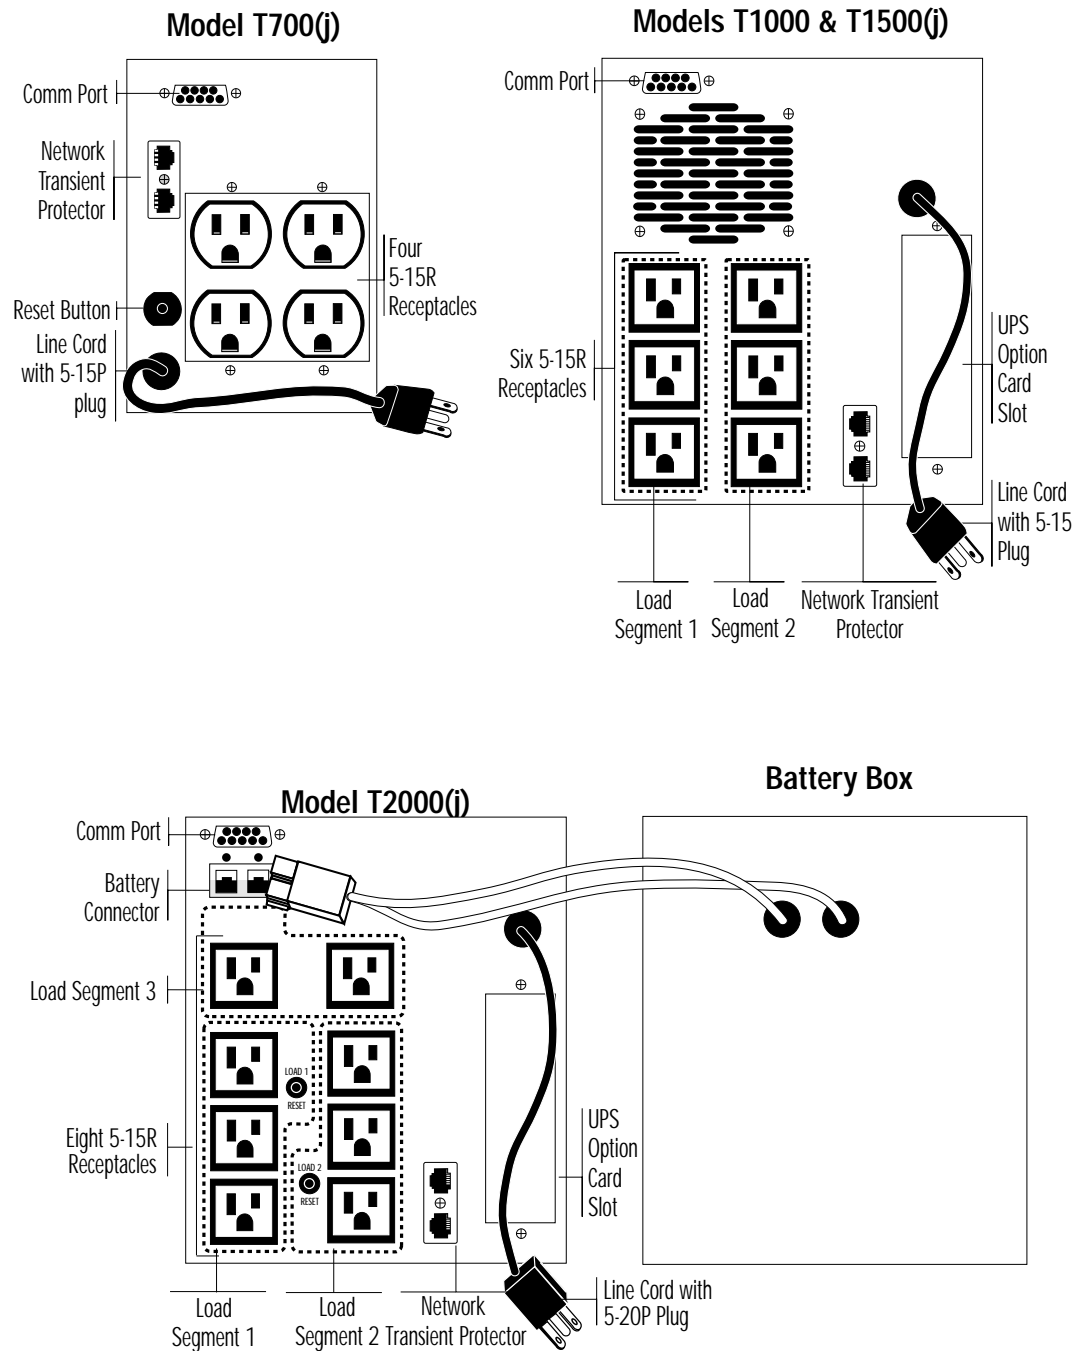 Model T700(j)
Comm Port
Network
Transient
Protector
Four
5-15R
Receptacles
Reset Button
Line Cord
with 5-15P
plug
Models T1000 & T1500(j)
Comm Port
Six 5-15R
Receptacles
UPS
Option
Card
Slot
Line Cord
with 5-15
Plug
Load
Segment 1
Load
Segment 2
Network Transient
Protector
Model T2000(j)
Battery Box
Comm Port
Battery
Connector
Load Segment 3
LOAD 1
RESET
Eight 5-15R
Receptacles
LOAD 2
RESET
UPS
Option
Card
Slot
Line Cord with
5-20P Plug
Load
Segment 1
Load
Segment 2
Network
Transient Protector